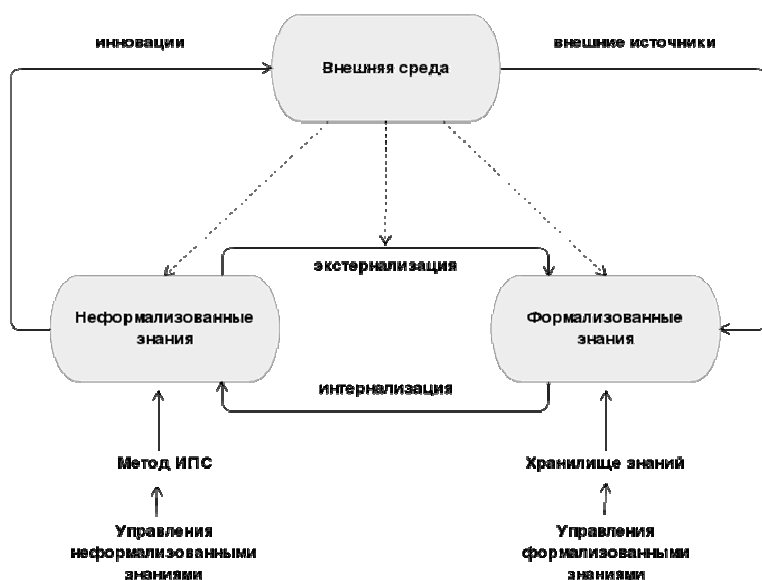 инновации
внешние источники
Внешняя среда
экстернализация
Неформализованные
знания
Формализованные
знания
интернализация
Метод ИПС
Хранилище знаний
Управления
неформализованными
знаниями
Управления
формализованными
знаниями